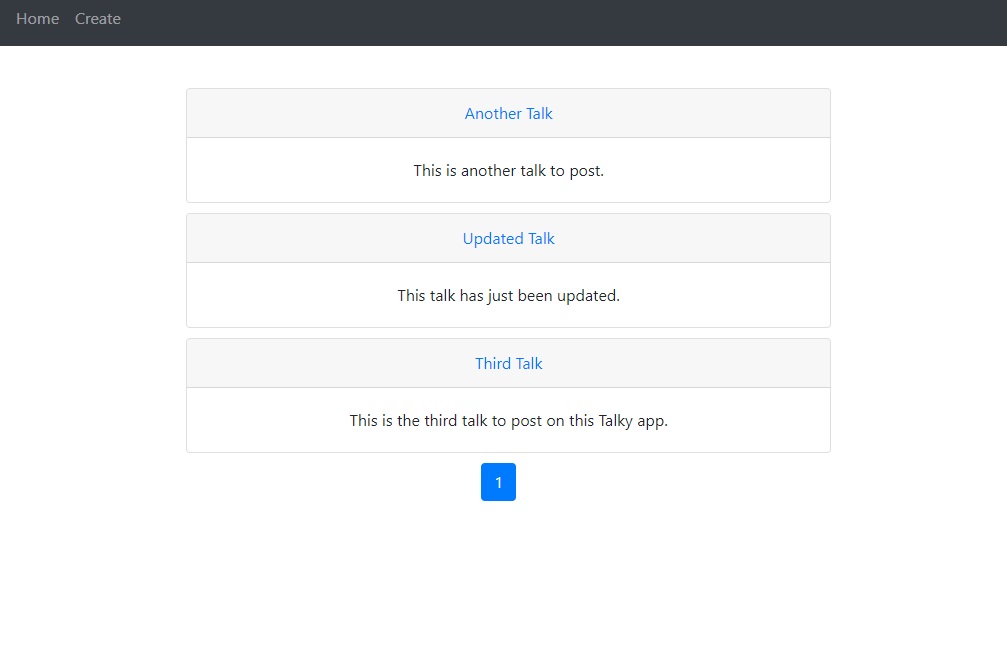 Home Create
Another Talk
This is another talk to post.
Updated Talk
This talk has just been updated.
Third Talk
This is the third talk to post on this Talky app.
1